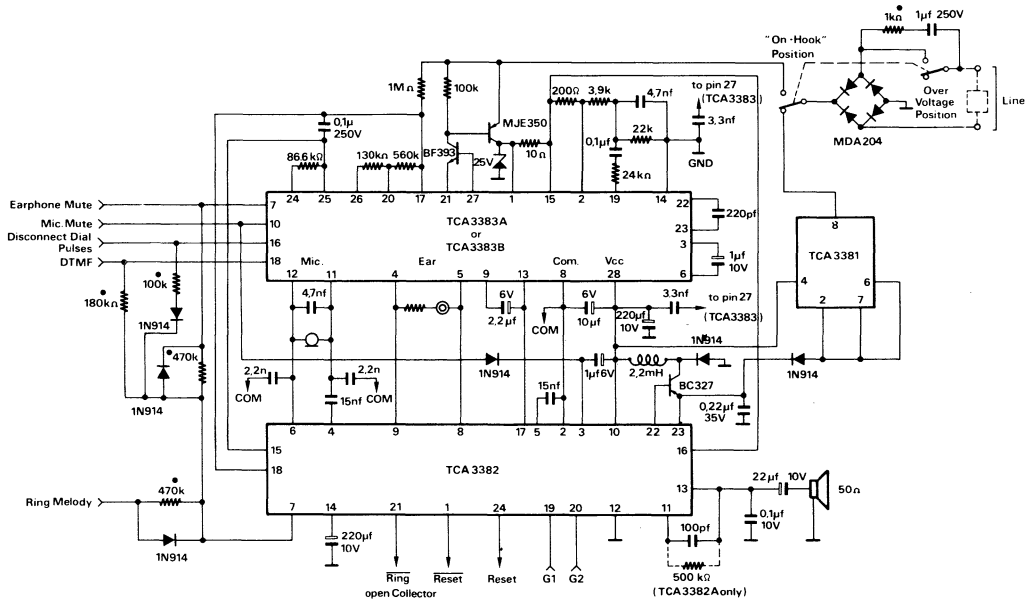 1kΩ
1µf 250V
"On-Hook"
Position
Over
Voltage
Position
Line
MDA204
1MΩ
100k
200Ω
3,9k
4,7nf
to pin 27
(TCA3383)
3,3nf
GND
0,1µ
250V
MJE350
BF393
25V
10Ω
0,1µf
22k
24kΩ
86.6kΩ
130kΩ
560k
24 25 26 20 17 21 27 1 15 2 19 14
Earphone Mute
Mic. Mute
Disconnect Dial
Pulses
DTMF
7
10
16
18
TCA3383A
or
TCA3383B
22
23
3
6
220pf
1µf
10V
Mic. Ear Com. Vcc
12 11 4 5 9 13 8 28
8
TCA3381
4
6
2
7
180kΩ
100k
1N914
470k
1N914
4,7nf
6V
2,2µf
COM
6V
10µf
220µf
10V
3.3nf
to pin 27
(TCA3383)
1N914
1N914
1µf6V
2,2mH
BC327
1N914
2,2n
COM
2,2n
COM
15nf
15nf
0,22µf
35V
6 4 9 8 17 5 2 3 10 22 23
15
18
TCA3382
16
13
Ring Melody
470k
1N914
7 14 21 1 24 19 20 12 11
220µf
10V
Ring
open Collector
Reset
Reset
G1
G2
100pf
500 kΩ
(TCA3382A only)
22µf 10V
50Ω
0,1µf
10V